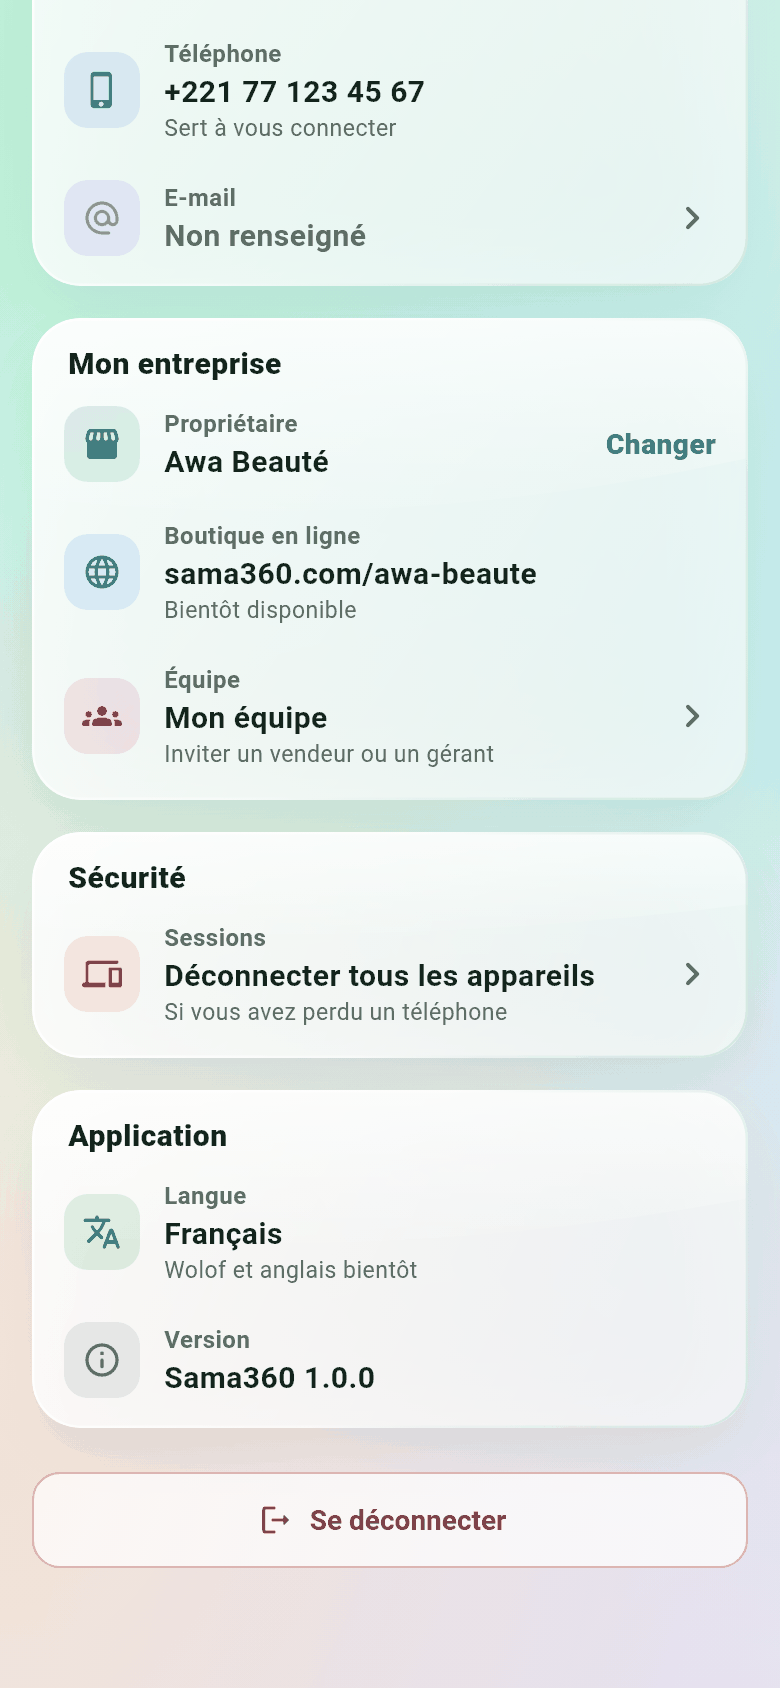 Téléphone
+221 77 123 45 67
Sert à vous connecter
E-mail
Non renseigné
Mon entreprise
Propriétaire
Awa Beauté
Changer
Boutique en ligne
sama360.com/awa-beaute
Bientôt disponible
Équipe
Mon équipe
Inviter un vendeur ou un gérant
Sécurité
Sessions
Déconnecter tous les appareils
Si vous avez perdu un téléphone
Application
Langue
Français
Wolof et anglais bientôt
Version
Sama360 1.0.0
Se déconnecter